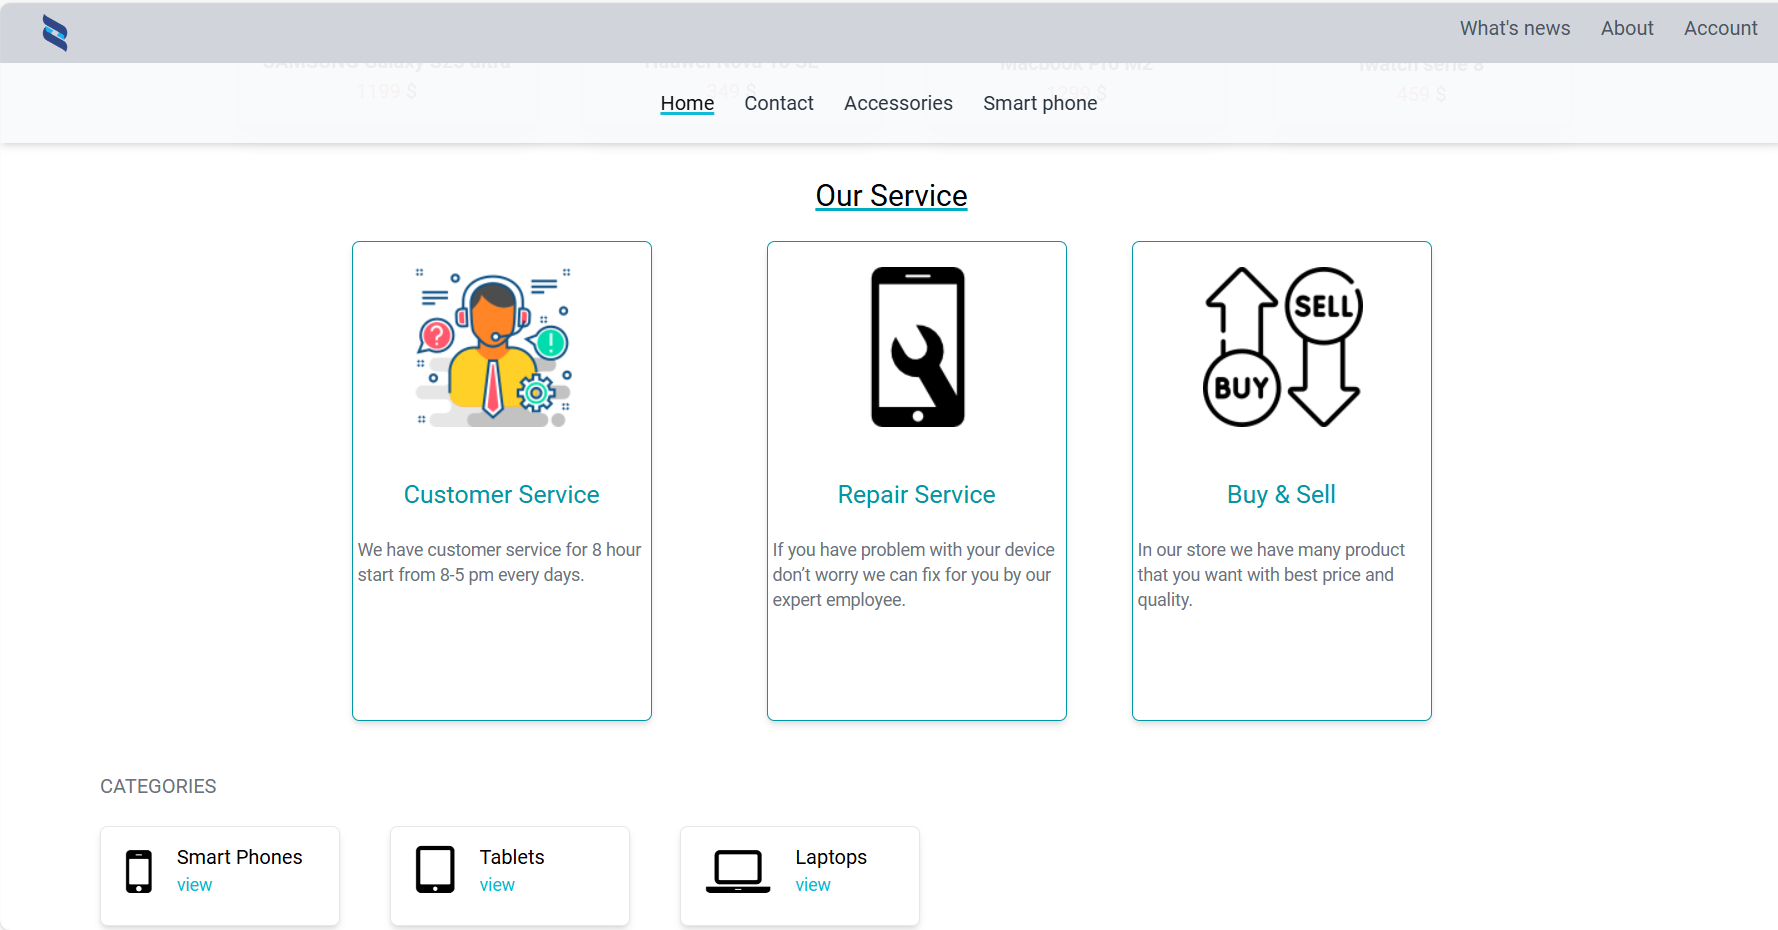 What's news About Account
SAMSUNG Galaxy S23 ultra Huawei Nova 10 SE Macbook Pro M2 iWatch serie 8
1199 $ 349 $ 1299 $ 459 $
Home Contact Accessories Smart phone
Our Service
SELL
BUY
Customer Service
We have customer service for 8 hour
start from 8-5 pm every days.
Repair Service
If you have problem with your device
don’t worry we can fix for you by our
expert employee.
Buy & Sell
In our store we have many product
that you want with best price and
quality.
CATEGORIES
Smart Phones
view
Tablets
view
Laptops
view